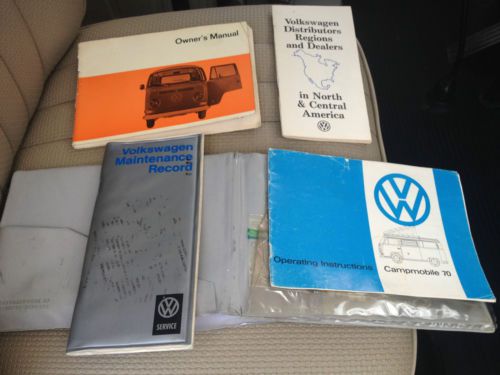 Owner's Manual
Volkswagen
Distributors
Regions
and Dealers
in North
& Central
America
Volkswagen
Maintenance
Record
SERVICE
Operating Instructions
Campmobile 70